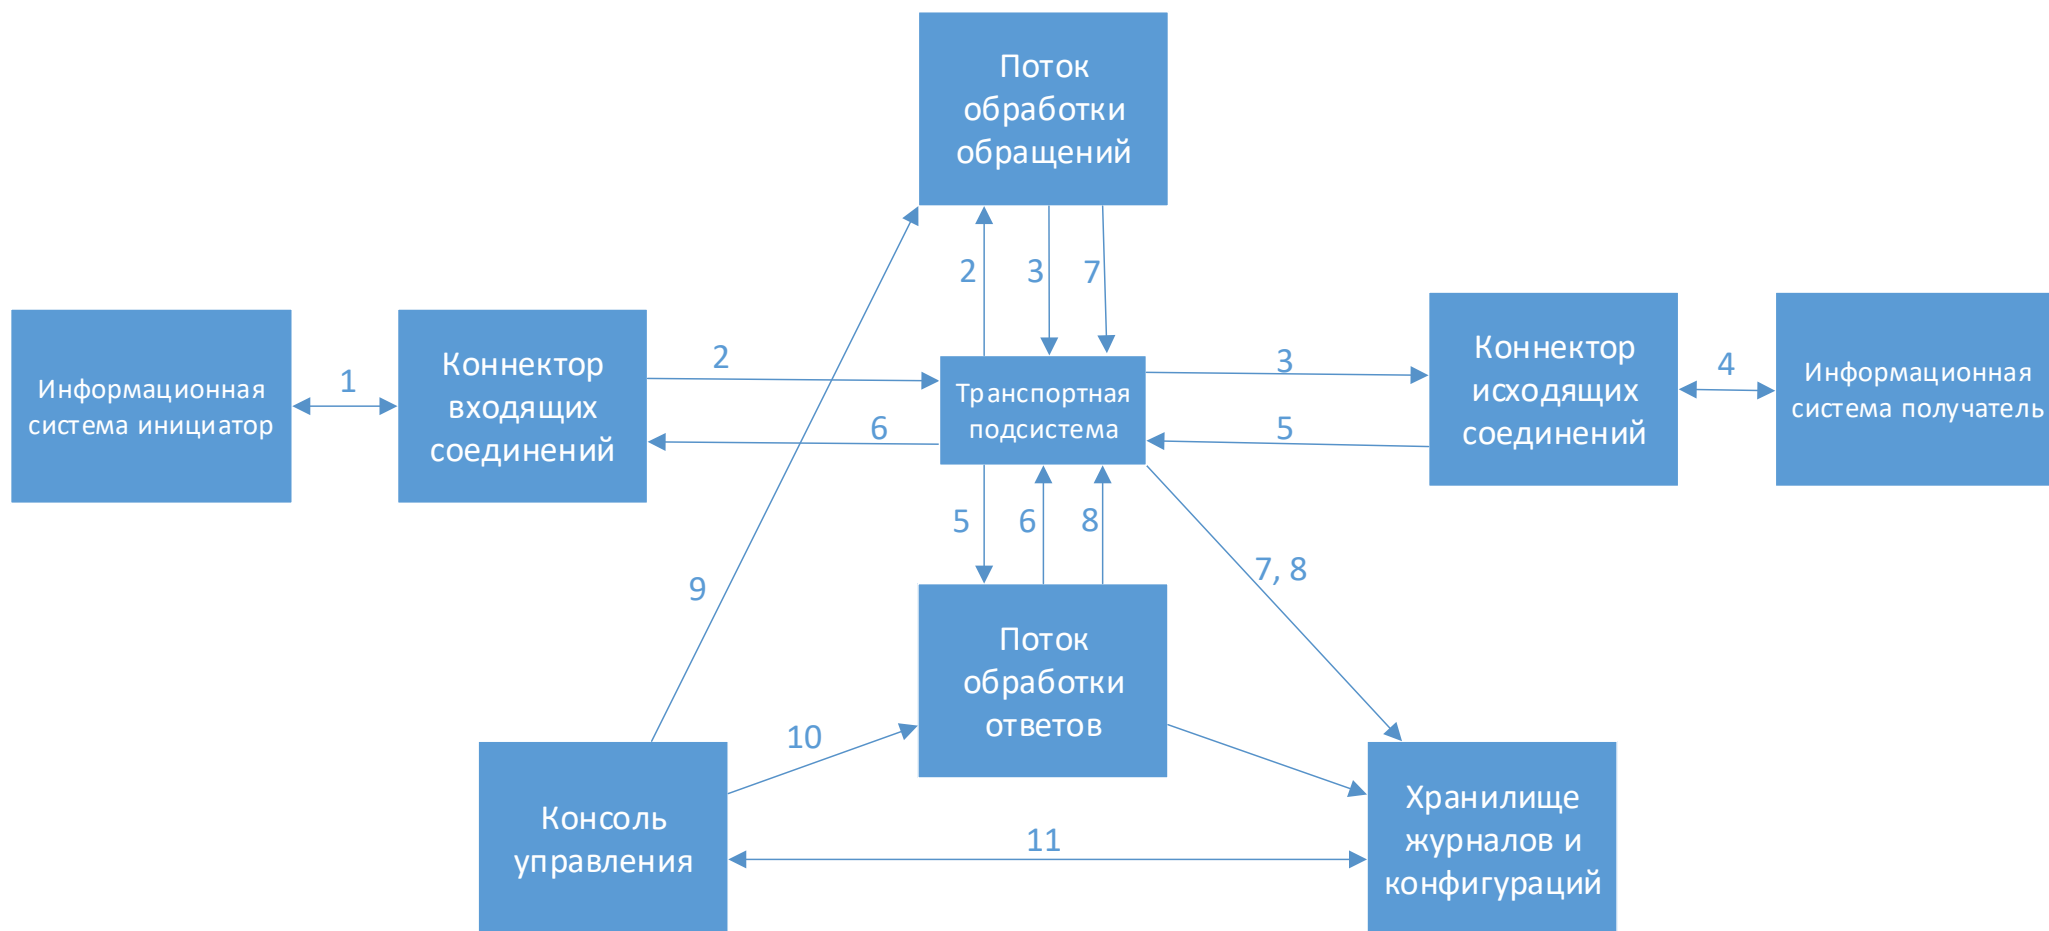 Поток
обработки
обращений
2
3
7
Информационная
система инициатор
1
Коннектор
входящих
соединений
2
6
Транспортная
подсистема
3
5
Коннектор
исходящих
соединений
4
Информационная
система получатель
5
6
8
7, 8
9
Поток
обработки
ответов
10
Консоль
управления
11
Хранилище
журналов и
конфигураций